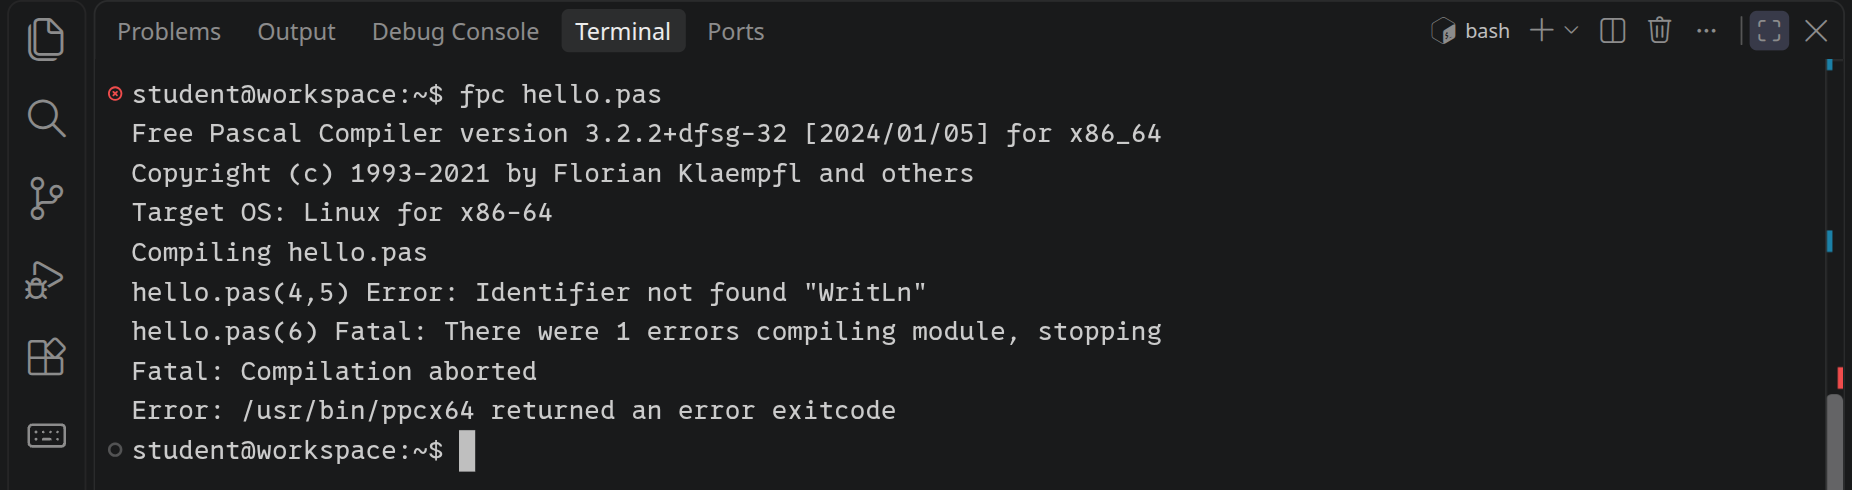 Problems Output Debug Console Terminal Ports bash
student@workspace:~$ fpc hello.pas
Free Pascal Compiler version 3.2.2+dfsg-32 [2024/01/05] for x86_64
Copyright (c) 1993-2021 by Florian Klaempfl and others
Target OS: Linux for x86-64
Compiling hello.pas
hello.pas(4,5) Error: Identifier not found "WritLn"
hello.pas(6) Fatal: There were 1 errors compiling module, stopping
Fatal: Compilation aborted
Error: /usr/bin/ppcx64 returned an error exitcode
student@workspace:~$